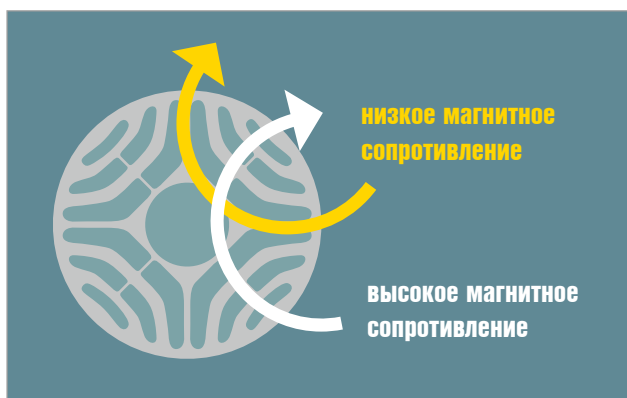 низкое магнитное
сопротивление
высокое магнитное
сопротивление